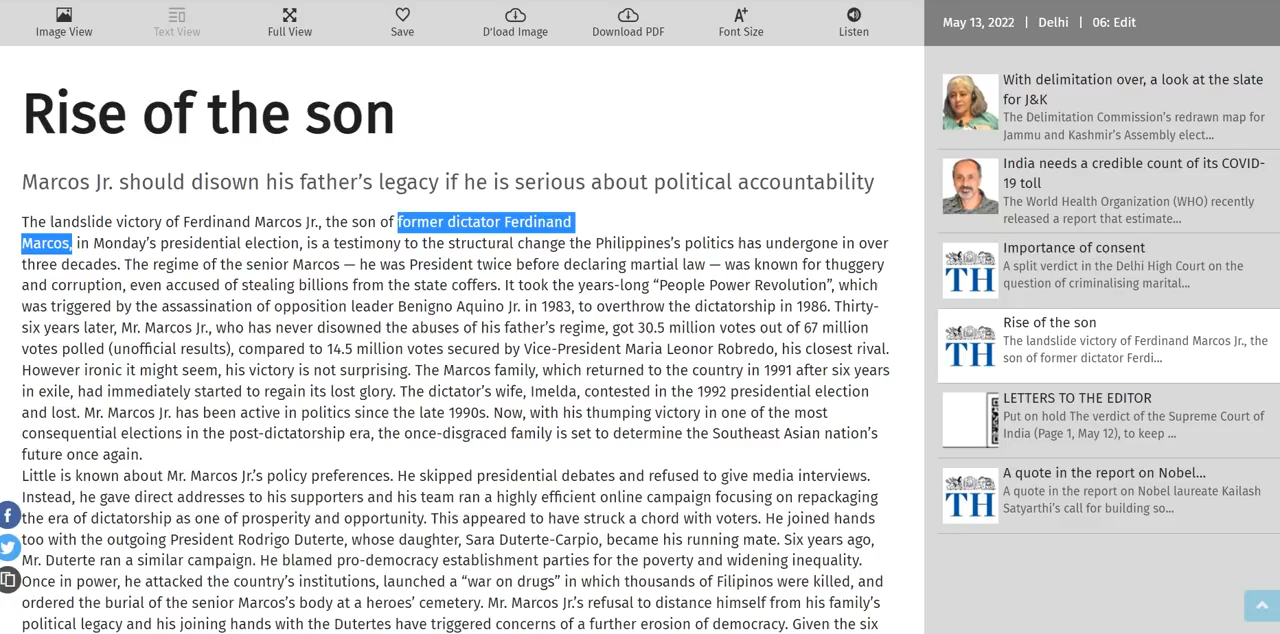 Image View
Text View
Full View
Save
D'load Image
Download PDF
Font Size
Listen
Rise of the son
Marcos Jr. should disown his father’s legacy if he is serious about political accountability
The landslide victory of Ferdinand Marcos Jr., the son of former dictator Ferdinand
Marcos, in Monday’s presidential election, is a testimony to the structural change the Philippines’s politics has undergone in over
three decades. The regime of the senior Marcos — he was President twice before declaring martial law — was known for thuggery
and corruption, even accused of stealing billions from the state coffers. It took the years-long “People Power Revolution”, which
was triggered by the assassination of opposition leader Benigno Aquino Jr. in 1983, to overthrow the dictatorship in 1986. Thirty-
six years later, Mr. Marcos Jr., who has never disowned the abuses of his father’s regime, got 30.5 million votes out of 67 million
votes polled (unofficial results), compared to 14.5 million votes secured by Vice-President Maria Leonor Robredo, his closest rival.
However ironic it might seem, his victory is not surprising. The Marcos family, which returned to the country in 1991 after six years
in exile, had immediately started to regain its lost glory. The dictator’s wife, Imelda, contested in the 1992 presidential election
and lost. Mr. Marcos Jr. has been active in politics since the late 1990s. Now, with his thumping victory in one of the most
consequential elections in the post-dictatorship era, the once-disgraced family is set to determine the Southeast Asian nation’s
future once again.
Little is known about Mr. Marcos Jr.’s policy preferences. He skipped presidential debates and refused to give media interviews.
Instead, he gave direct addresses to his supporters and his team ran a highly efficient online campaign focusing on repackaging
the era of dictatorship as one of prosperity and opportunity. This appeared to have struck a chord with voters. He joined hands
too with the outgoing President Rodrigo Duterte, whose daughter, Sara Duterte-Carpio, became his running mate. Six years ago,
Mr. Duterte ran a similar campaign. He blamed pro-democracy establishment parties for the poverty and widening inequality.
Once in power, he attacked the country’s institutions, launched a “war on drugs” in which thousands of Filipinos were killed, and
ordered the burial of the senior Marcos’s body at a heroes’ cemetery. Mr. Marcos Jr.’s refusal to distance himself from his family’s
political legacy and his joining hands with the Dutertes have triggered concerns of a further erosion of democracy. Given the six
May 13, 2022 | Delhi | 06: Edit
With delimitation over, a look at the slate
for J&K
The Delimitation Commission’s redrawn map for
Jammu and Kashmir’s Assembly elect...
India needs a credible count of its COVID-
19 toll
The World Health Organization (WHO) recently
released a report that estimate...
TH
Importance of consent
A split verdict in the Delhi High Court on the
question of criminalising marital...
TH
Rise of the son
The landslide victory of Ferdinand Marcos Jr., the
son of former dictator Ferdi...
LETTERS TO THE EDITOR
Put on hold The verdict of the Supreme Court of
India (Page 1, May 12), to keep ...
TH
A quote in the report on Nobel...
A quote in the report on Nobel laureate Kailash
Satyarthi’s call for building so...